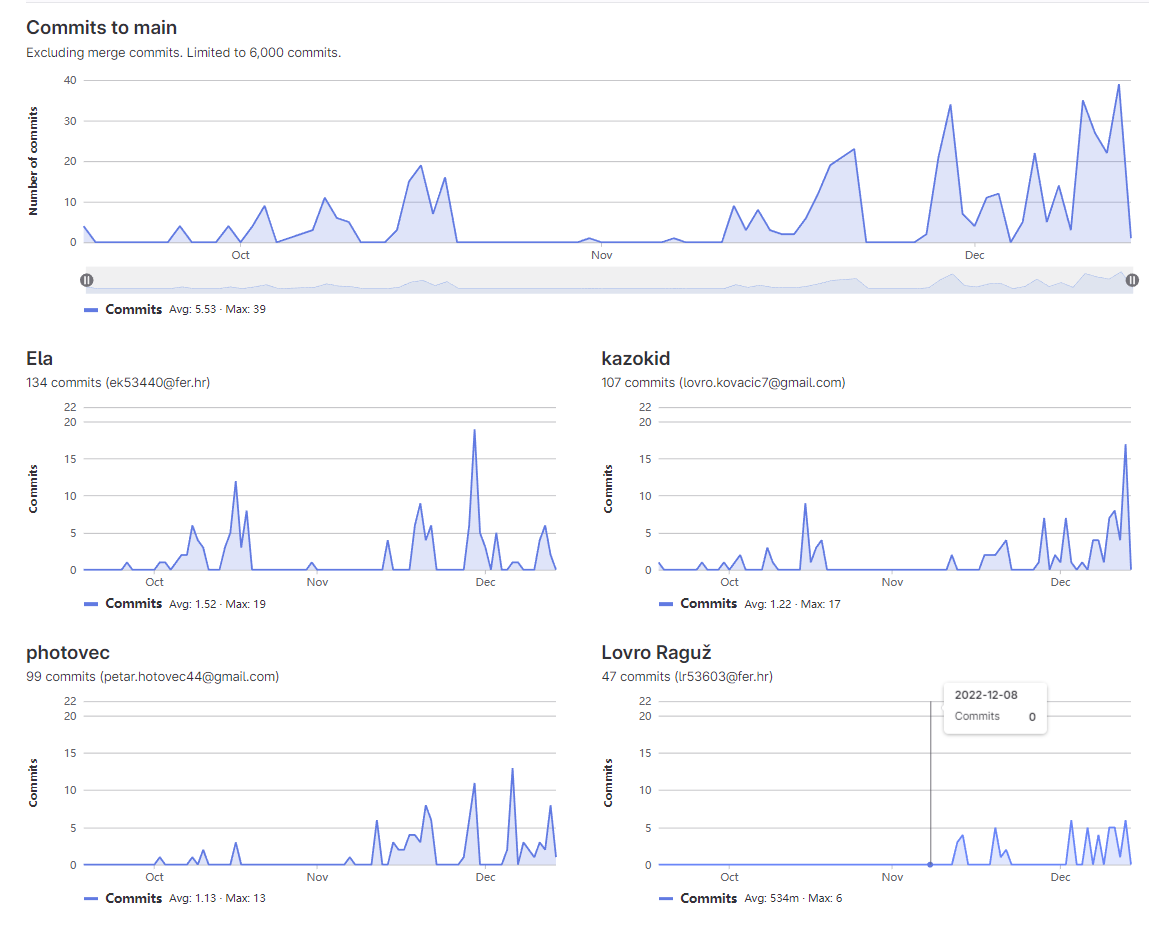 Commits to main
Excluding merge commits. Limited to 6,000 commits.
Number of commits
40
30
20
10
0
Oct
Nov
Dec
Commits Avg: 5.53 · Max: 39
Ela
134 commits (ek53440@fer.hr)
Commits
22
20
15
10
5
0
Oct
Nov
Dec
Commits Avg: 1.52 · Max: 19
kazokid
107 commits (lovro.kovacic7@gmail.com)
Commits
22
20
15
10
5
0
Oct
Nov
Dec
Commits Avg: 1.22 · Max: 17
photovec
99 commits (petar.hotovec44@gmail.com)
Commits
22
20
15
10
5
0
Oct
Nov
Dec
Commits Avg: 1.13 · Max: 13
Lovro Raguž
47 commits (lr53603@fer.hr)
Commits
22
20
15
10
5
0
2022-12-08
Commits 0
Oct
Nov
Dec
Commits Avg: 534m · Max: 6